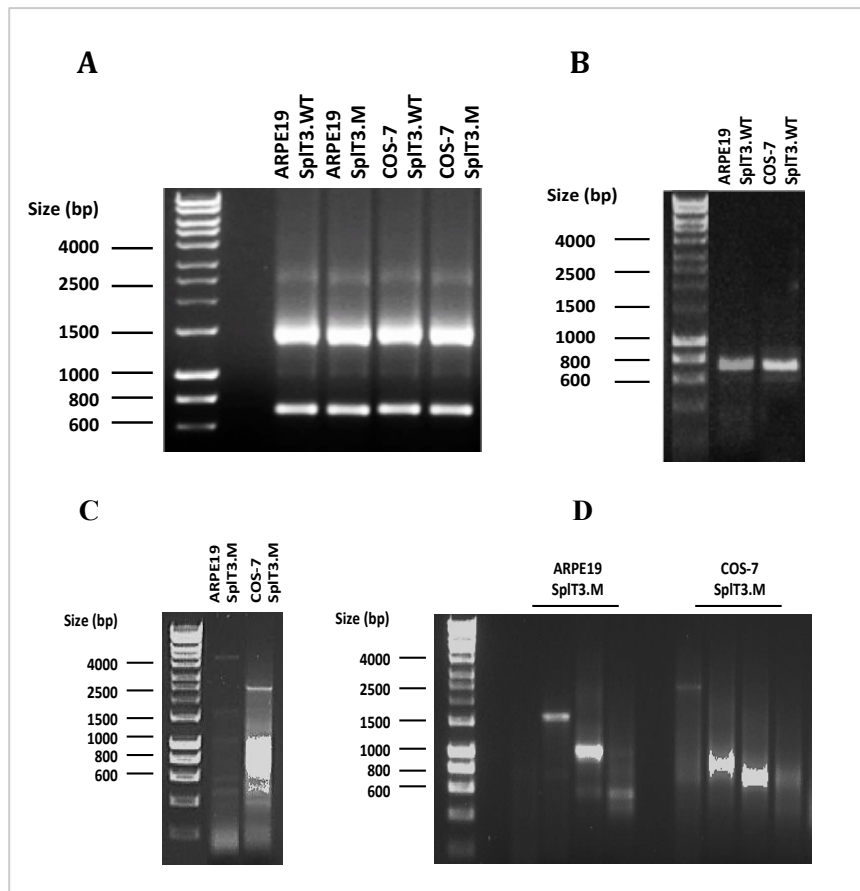 A
ARPE19
SplT3.WT
ARPE19
SplT3.M
COS-7
SplT3.WT
COS-7
SplT3.M
Size (bp)
4000
2500
1500
1000
800
600
B
ARPE19
SplT3.WT
COS-7
SplT3.WT
Size (bp)
4000
2500
1500
1000
800
600
C
ARPE19
SplT3.M
COS-7
SplT3.M
Size (bp)
4000
2500
1500
1000
800
600
D
ARPE19
SplT3.M
COS-7
SplT3.M
Size (bp)
4000
2500
1500
1000
800
600